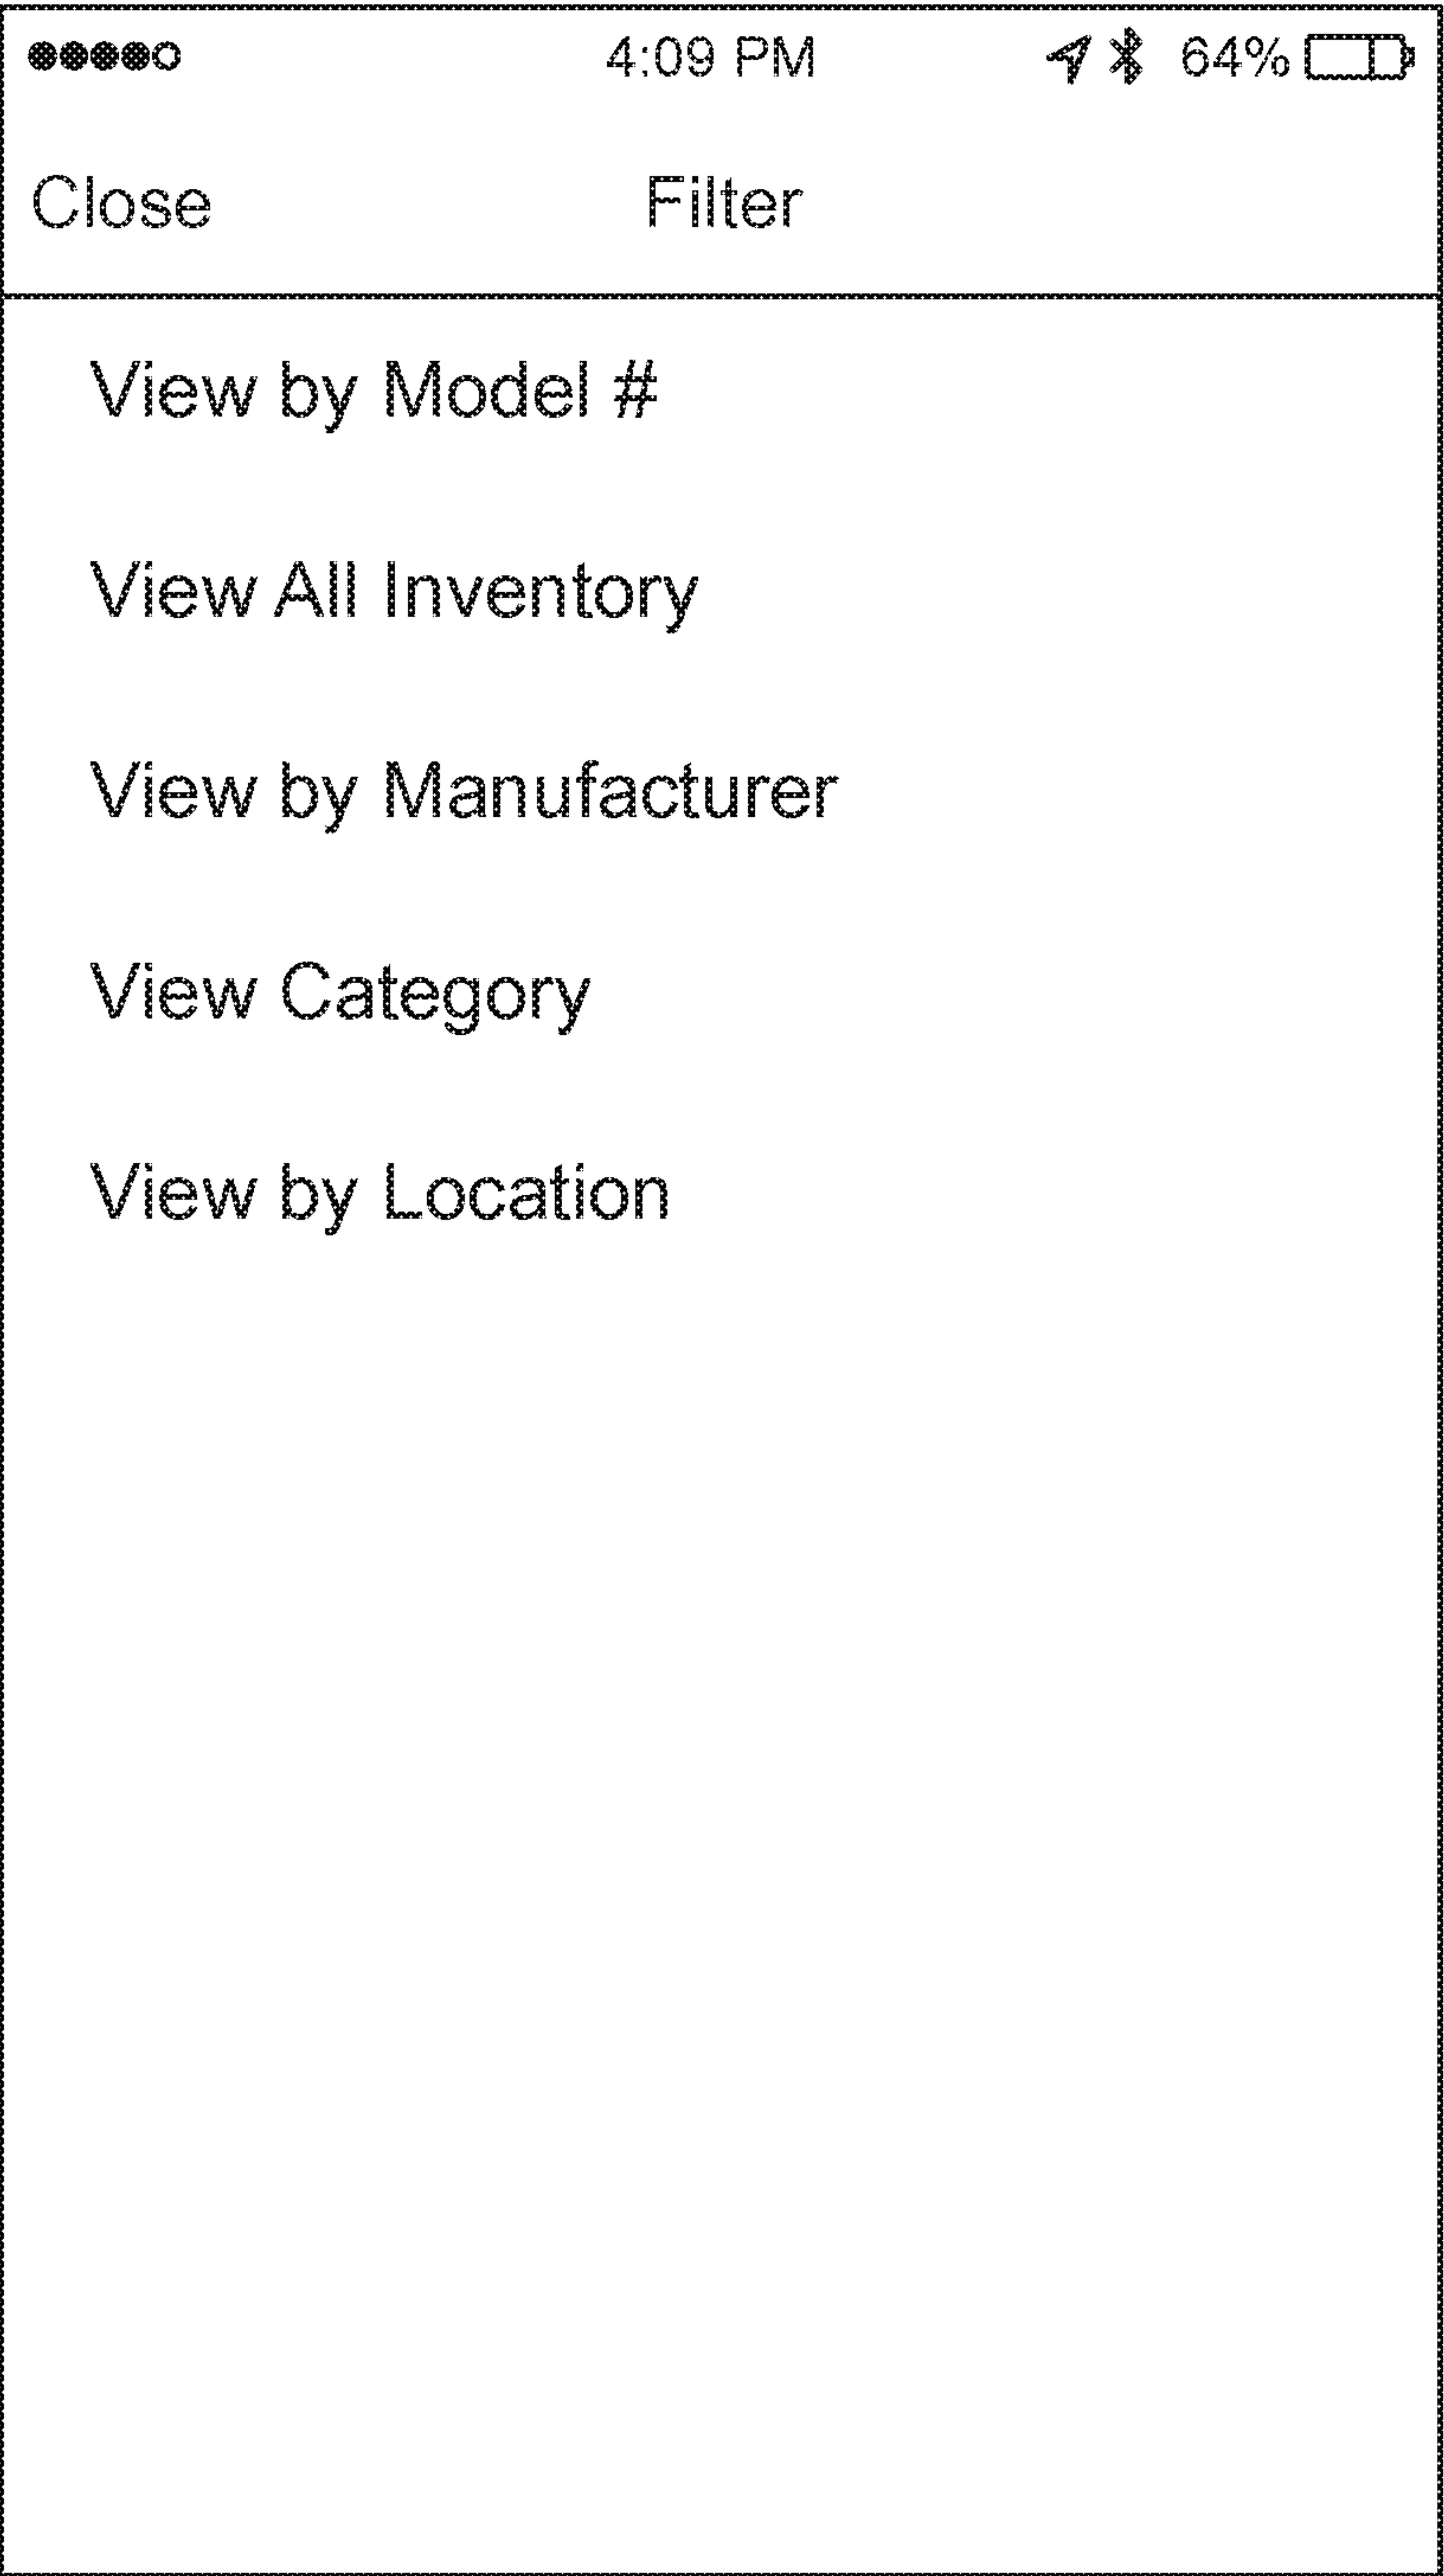 4:09 PM 64%
Close Filter
View by Model #
View All Inventory
View by Manufacturer
View Category
View by Location